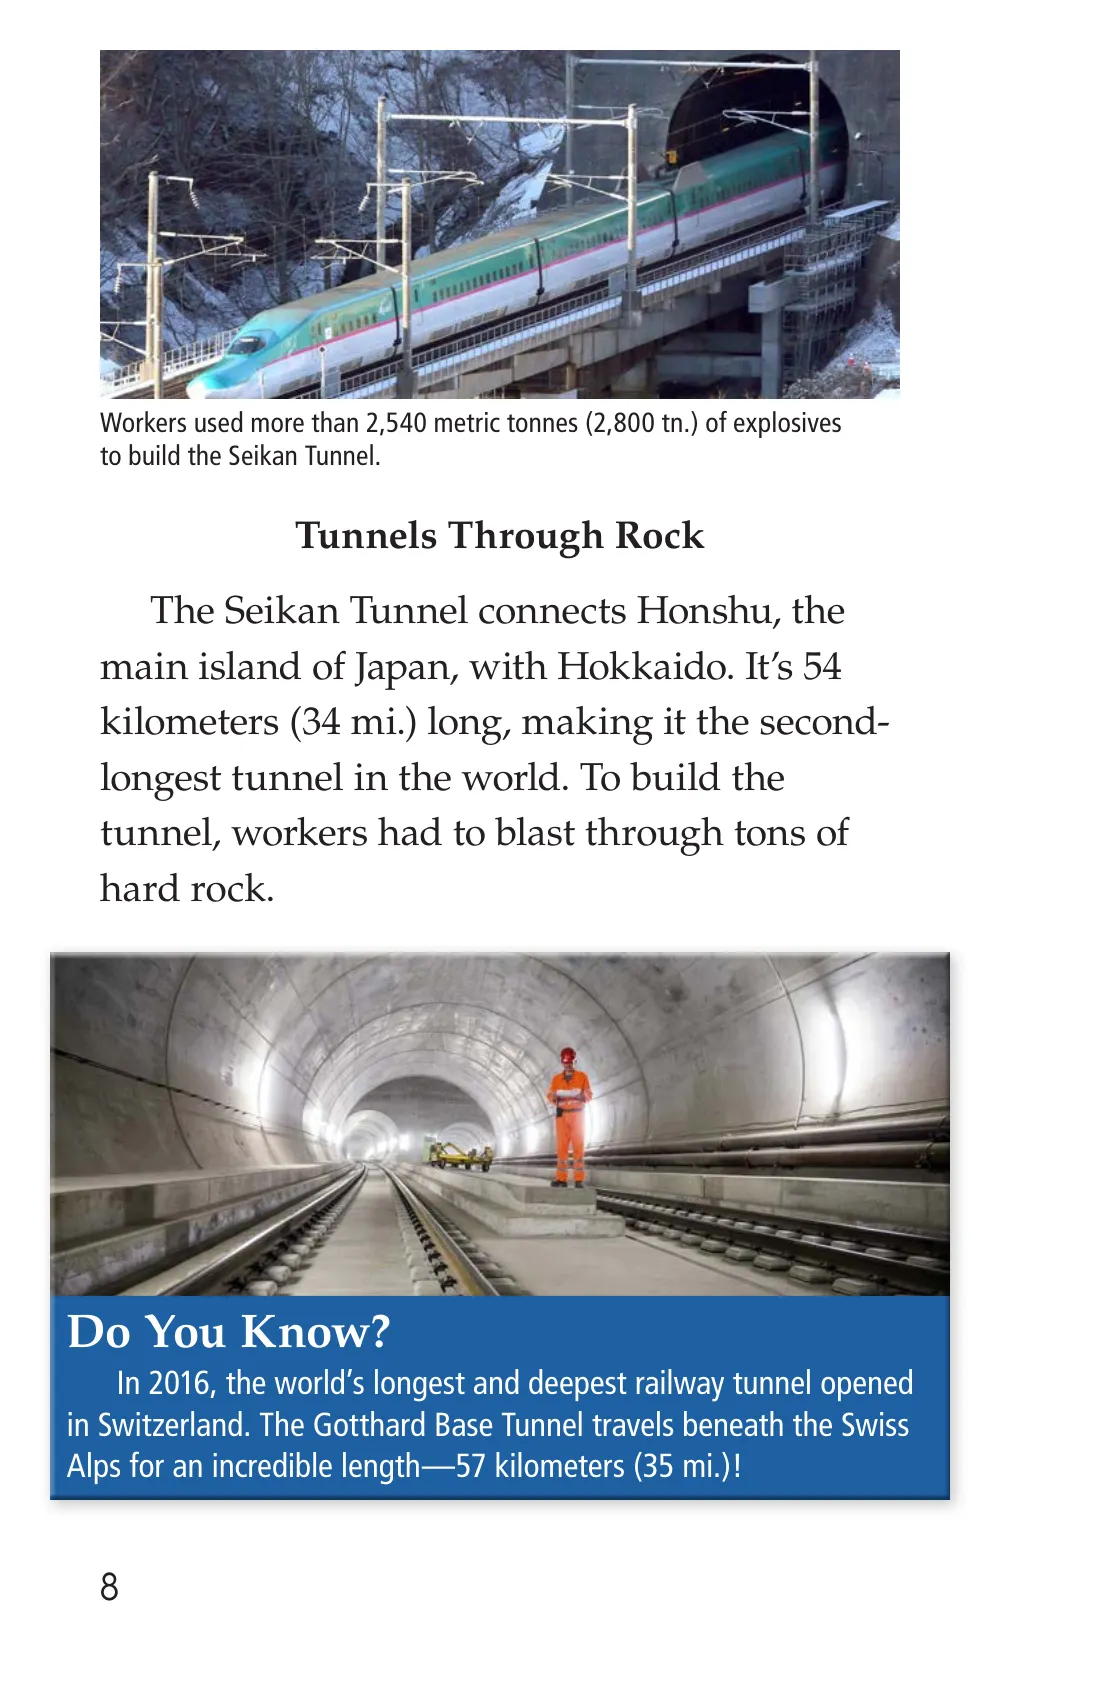 Workers used more than 2,540 metric tonnes (2,800 tn.) of explosives
to build the Seikan Tunnel.
Tunnels Through Rock
The Seikan Tunnel connects Honshu, the
main island of Japan, with Hokkaido. It’s 54
kilometers (34 mi.) long, making it the second-
longest tunnel in the world. To build the
tunnel, workers had to blast through tons of
hard rock.
Do You Know?
In 2016, the world’s longest and deepest railway tunnel opened
in Switzerland. The Gotthard Base Tunnel travels beneath the Swiss
Alps for an incredible length—57 kilometers (35 mi.)!
8